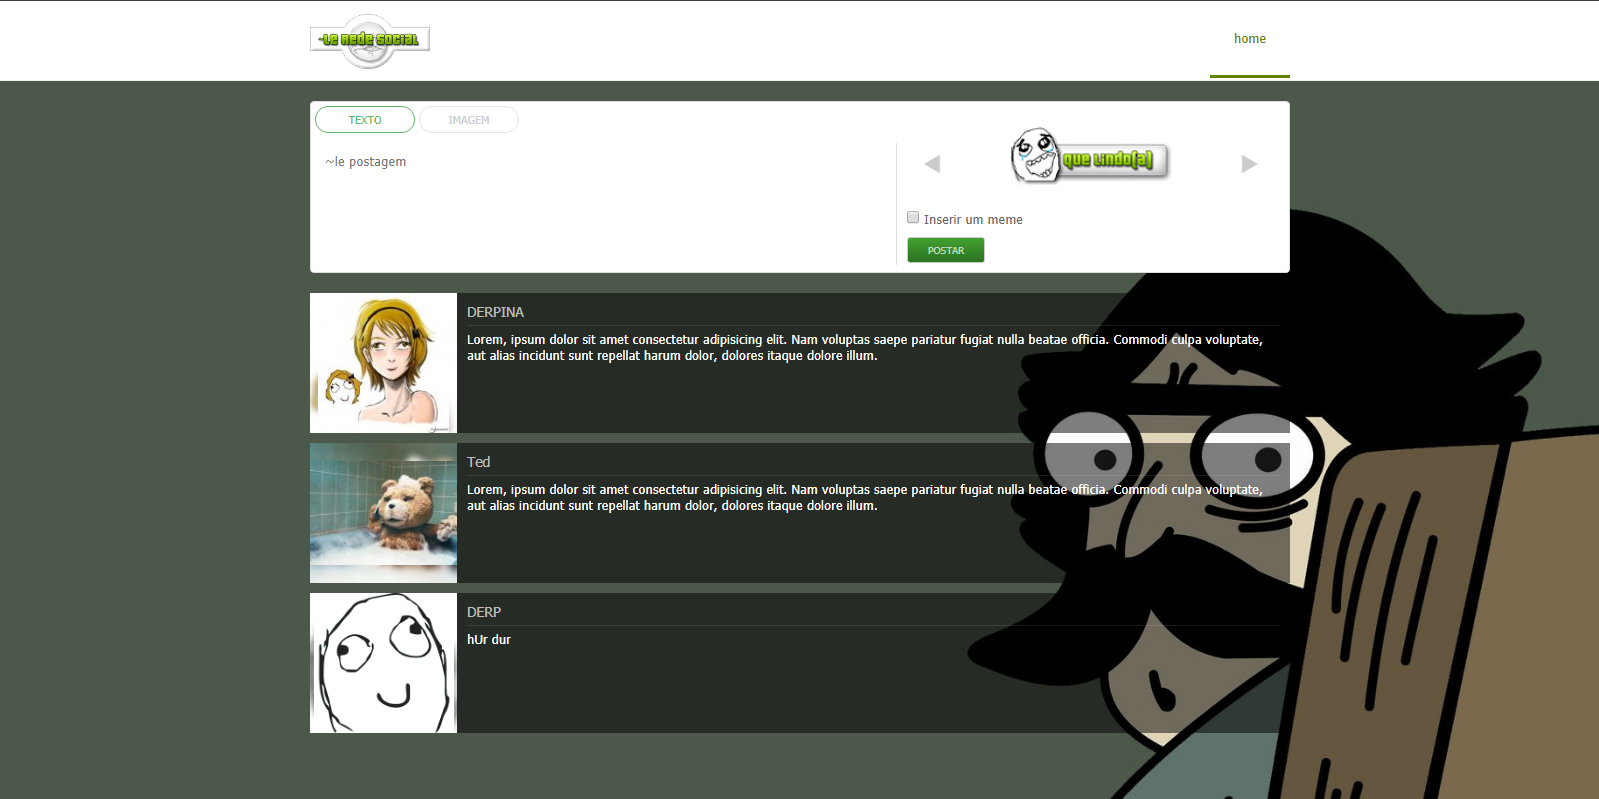 ~LE REDE SOCIAL
home
TEXTO
IMAGEM
~le postagem
que Lindo(a)
Inserir um meme
POSTAR
DERPINA
Lorem, ipsum dolor sit amet consectetur adipisicing elit. Nam voluptas saepe pariatur fugiat nulla beatae officia. Commodi culpa voluptate,
aut alias incidunt sunt repellat harum dolor, dolores itaque dolore illum.
Ted
Lorem, ipsum dolor sit amet consectetur adipisicing elit. Nam voluptas saepe pariatur fugiat nulla beatae officia. Commodi culpa voluptate,
aut alias incidunt sunt repellat harum dolor, dolores itaque dolore illum.
DERP
hUr dur